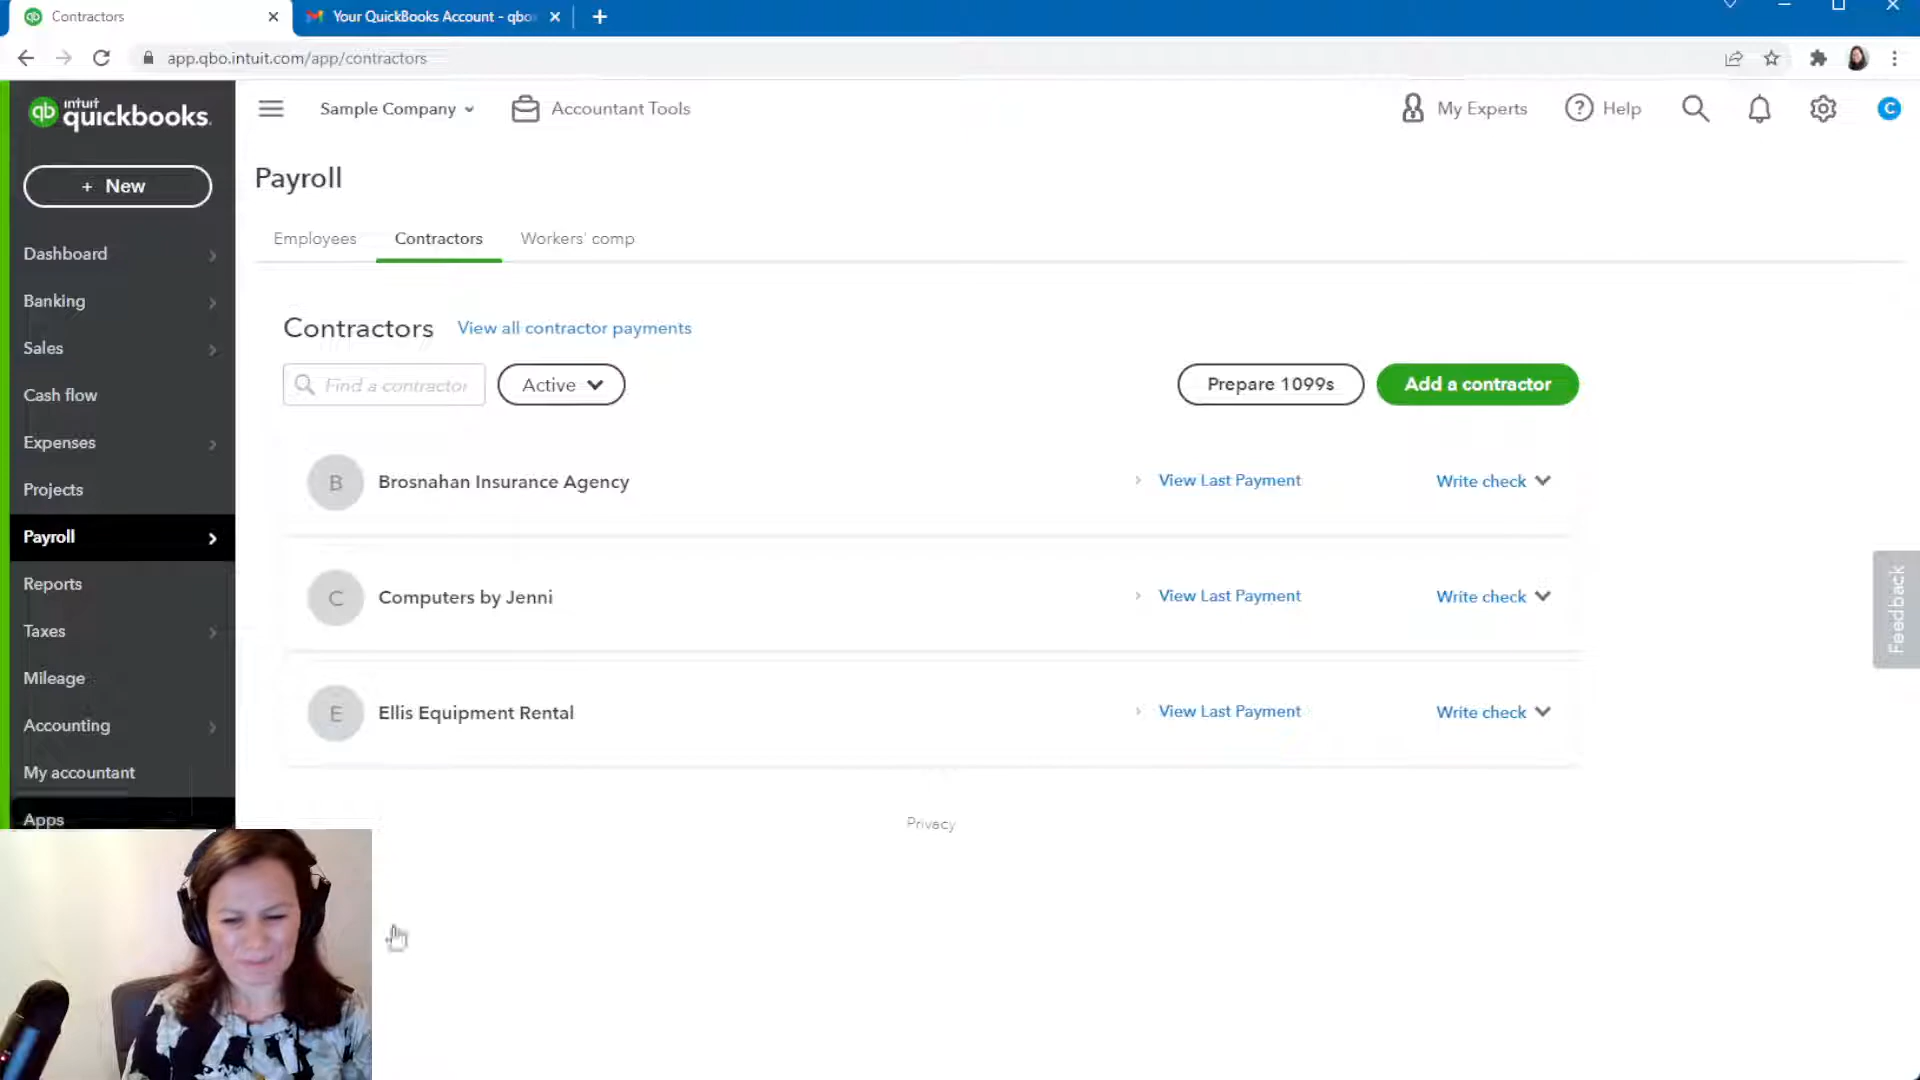 Contractors
Your QuickBooks Account - qbo
app.qbo.intuit.com/app/contractors
qb intuit quickbooks.
Sample Company
Accountant Tools
My Experts
Help
C
+ New
Payroll
Employees
Contractors
Workers' comp
Dashboard
Banking
Sales
Cash flow
Expenses
Projects
Payroll
Reports
Taxes
Mileage
Accounting
My accountant
Apps
Contractors
View all contractor payments
Find a contractor
Active
Prepare 1099s
Add a contractor
B
Brosnahan Insurance Agency
View Last Payment
Write check
C
Computers by Jenni
View Last Payment
Write check
E
Ellis Equipment Rental
View Last Payment
Write check
Privacy
Feedback